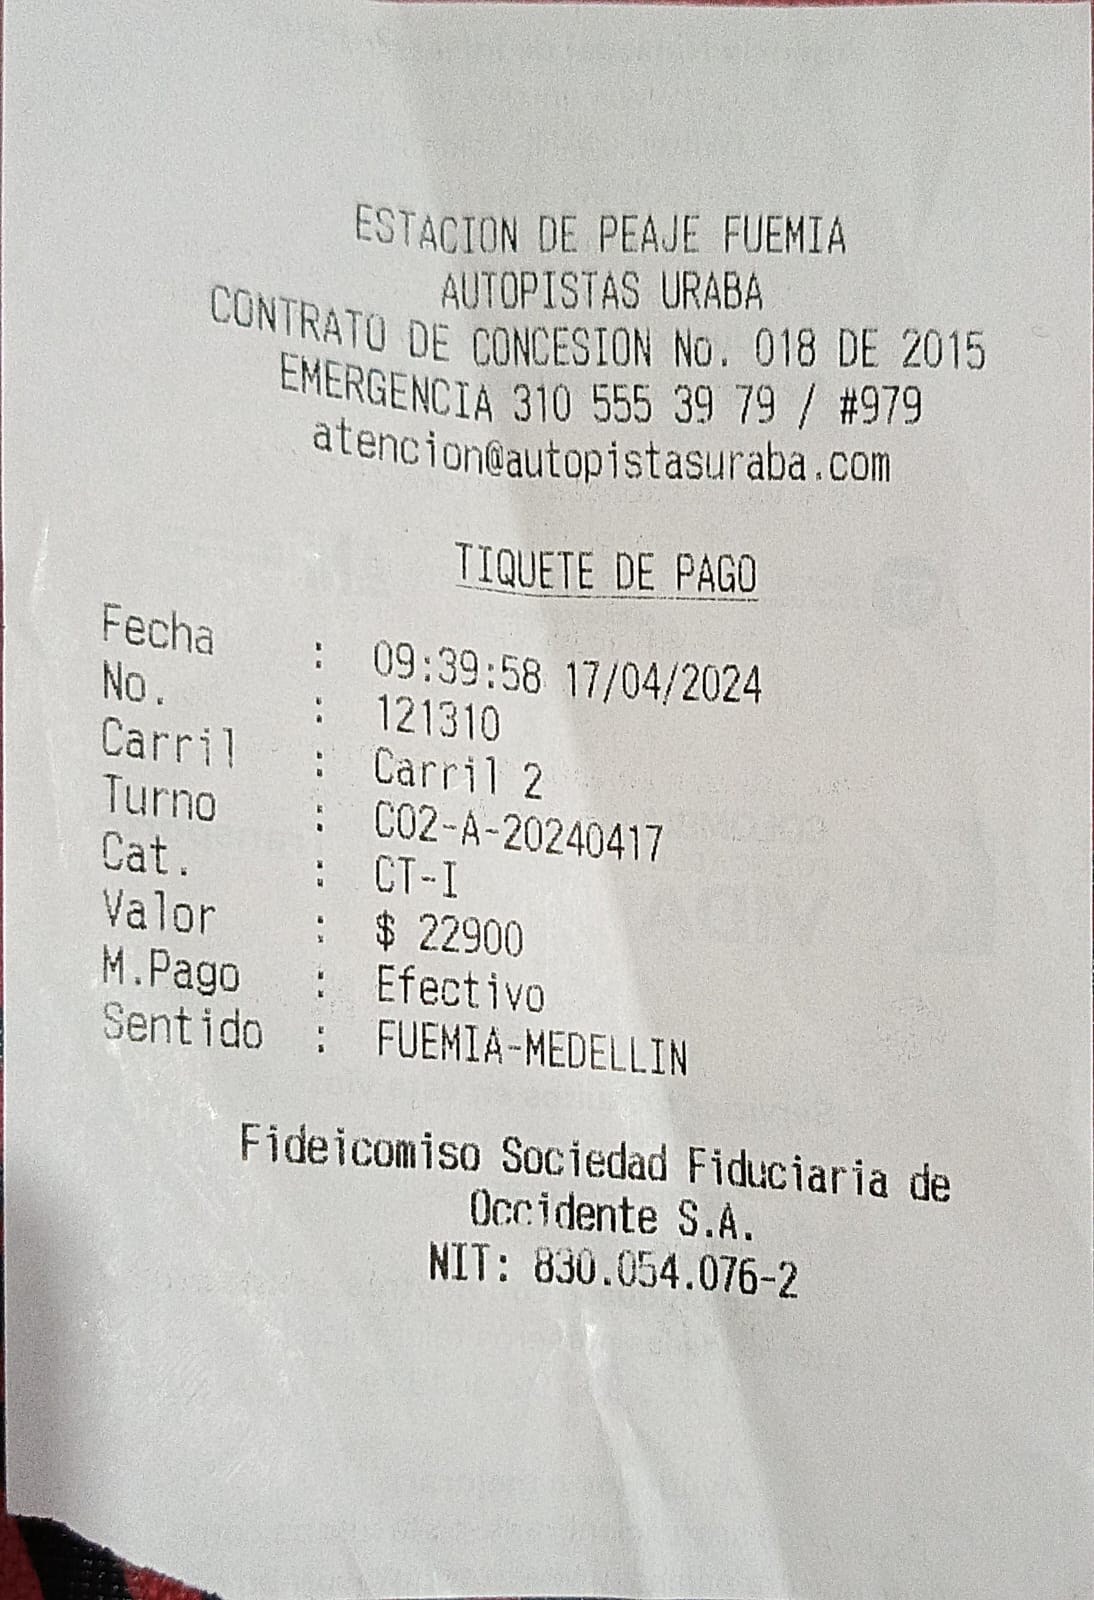 ESTACION DE PEAJE FUEMIA
AUTOPISTAS URABA
CONTRATO DE CONCESION No. 018 DE 2015
EMERGENCIA 310 555 39 79 / #979
atencion@autopistasuraba.com
TIQUETE DE PAGO
Fecha : 09:39:58 17/04/2024
No. : 121310
Carril : Carril 2
Turno : C02-A-20240417
Cat. : CT-I
Valor : $ 22900
M.Pago : Efectivo
Sentido : FUEMIA-MEDELLIN
Fideicomiso Sociedad Fiduciaria de
Occidente S.A.
NIT: 830.054.076-2